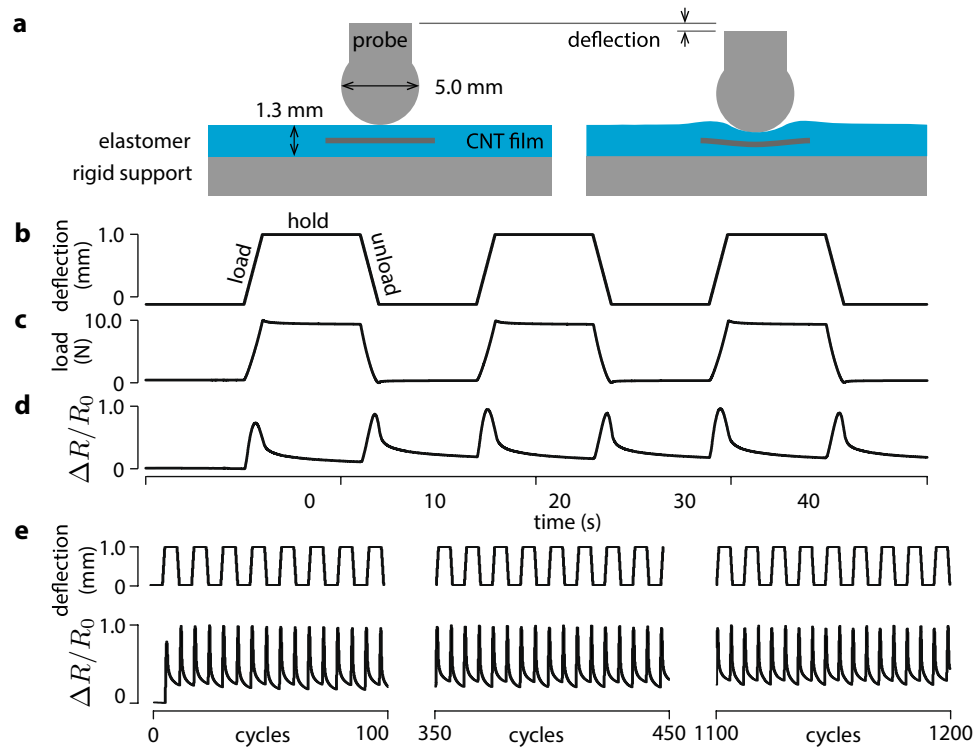 a
probe
deflection
5.0 mm
1.3 mm
elastomer
CNT film
rigid support
b
deflection
(mm)
1.0
0
load
hold
unload
c
load
(N)
10.0
0
d
ΔR/R₀
1.0
0
0 10 20 30 40
time (s)
e
deflection
(mm)
1.0
0
ΔR/R₀
1.0
0
0 cycles 100
350 cycles 450
1100 cycles 1200